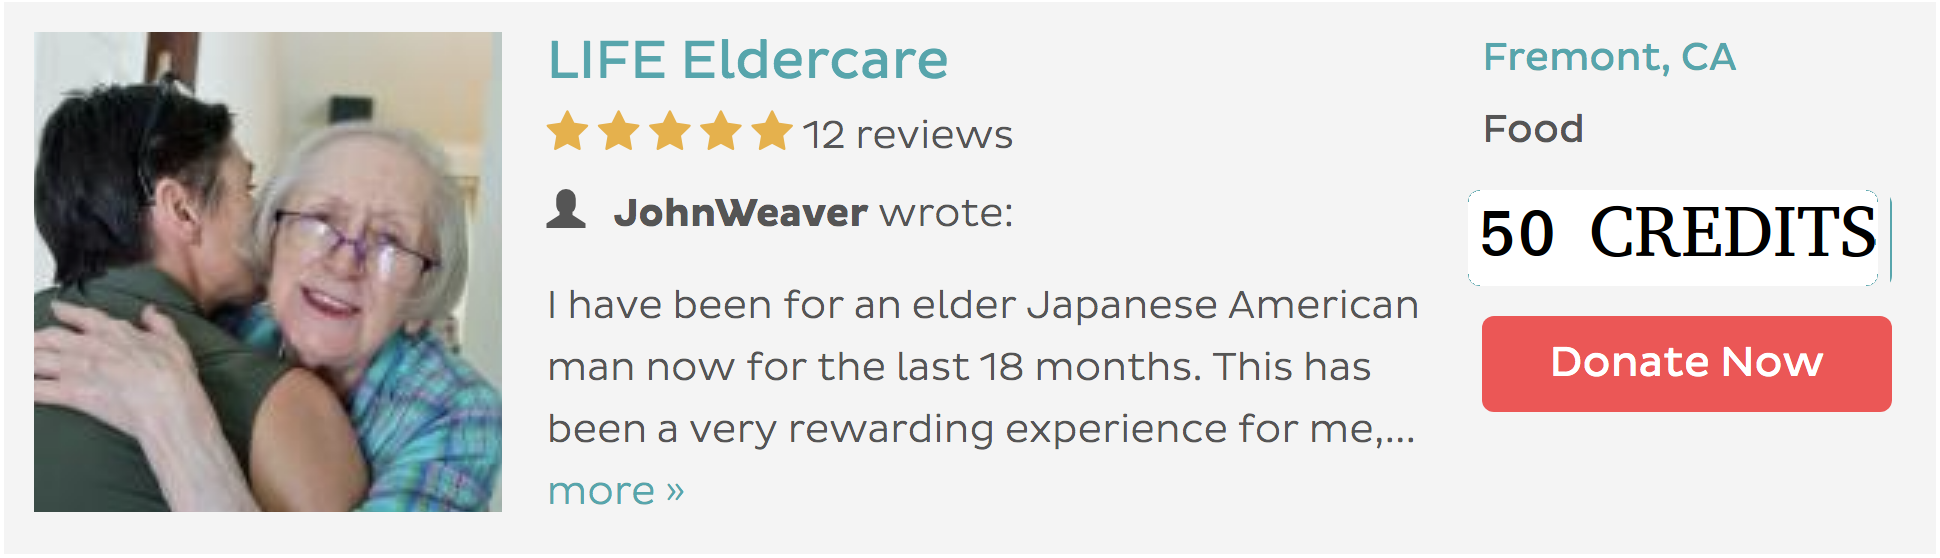 LIFE Eldercare
12 reviews
JohnWeaver wrote:
I have been for an elder Japanese American
man now for the last 18 months. This has
been a very rewarding experience for me,...
more »
Fremont, CA
Food
50 CREDITS
Donate Now